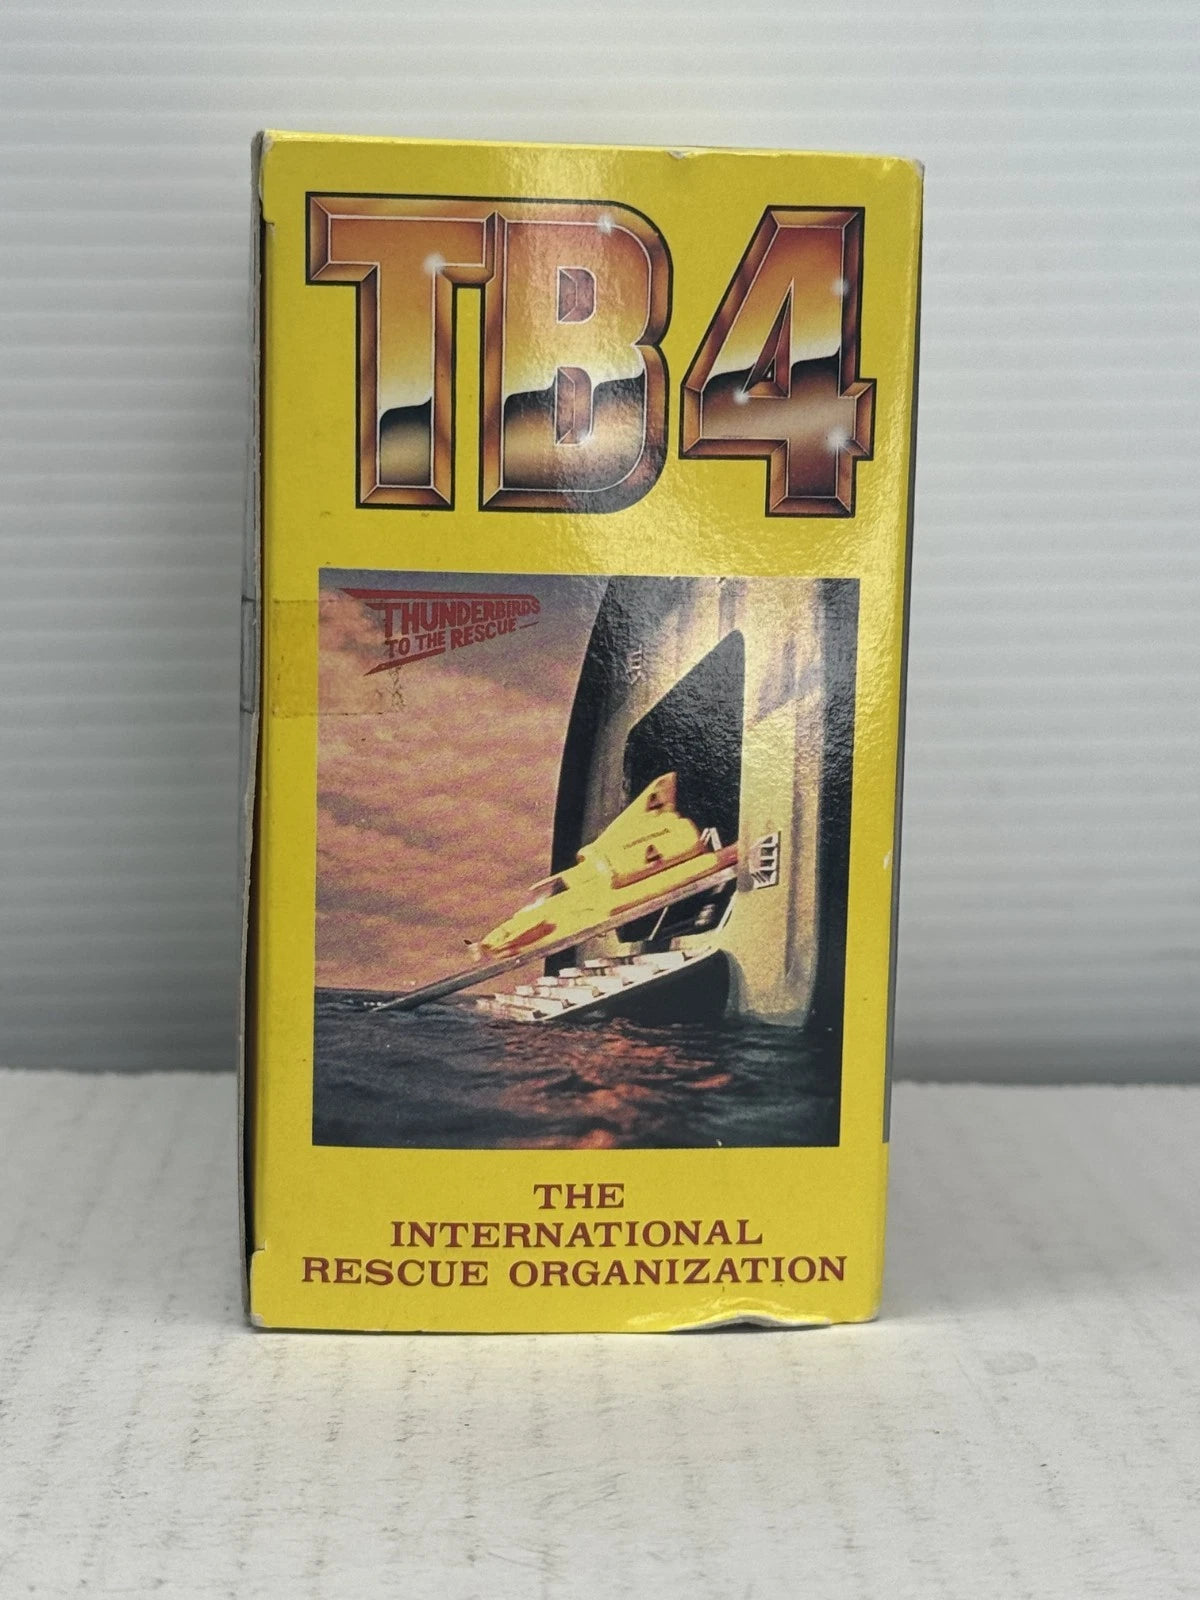 TB4
THUNDERBIRDS
TO THE RESCUE
THE
INTERNATIONAL
RESCUE ORGANIZATION